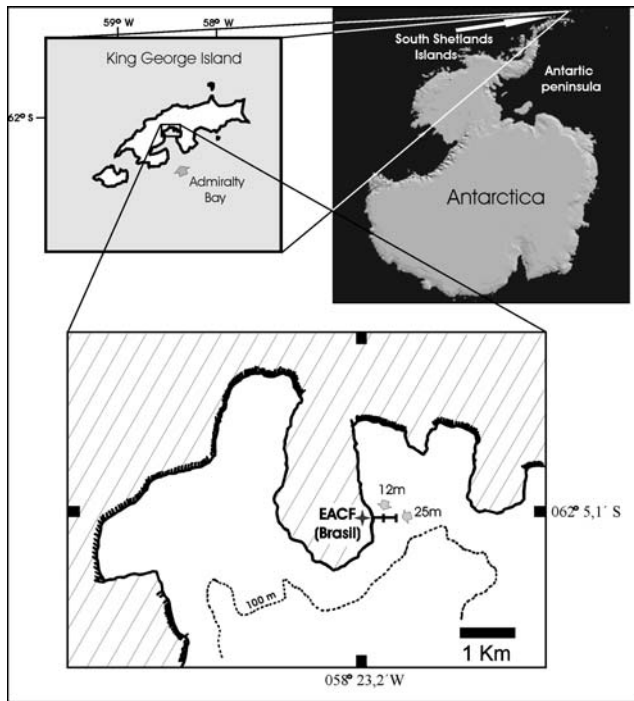 59° W
58° W
King George Island
62° S
Admiralty
Bay
South Shetlands
Islands
Antartic
peninsula
Antarctica
12m
25m
EACF
(Brasil)
062° 5,1´ S
100 m
1 Km
058° 23,2´W